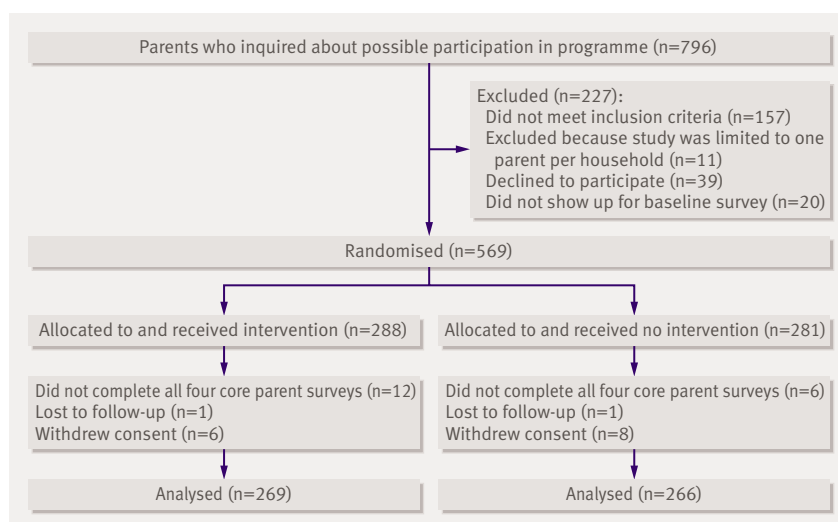 Parents who inquired about possible participation in programme (n=796)
Excluded (n=227):
Did not meet inclusion criteria (n=157)
Excluded because study was limited to one
parent per household (n=11)
Declined to participate (n=39)
Did not show up for baseline survey (n=20)
Randomised (n=569)
Allocated to and received intervention (n=288)
Allocated to and received no intervention (n=281)
Did not complete all four core parent surveys (n=12)
Lost to follow-up (n=1)
Withdrew consent (n=6)
Did not complete all four core parent surveys (n=6)
Lost to follow-up (n=1)
Withdrew consent (n=8)
Analysed (n=269)
Analysed (n=266)